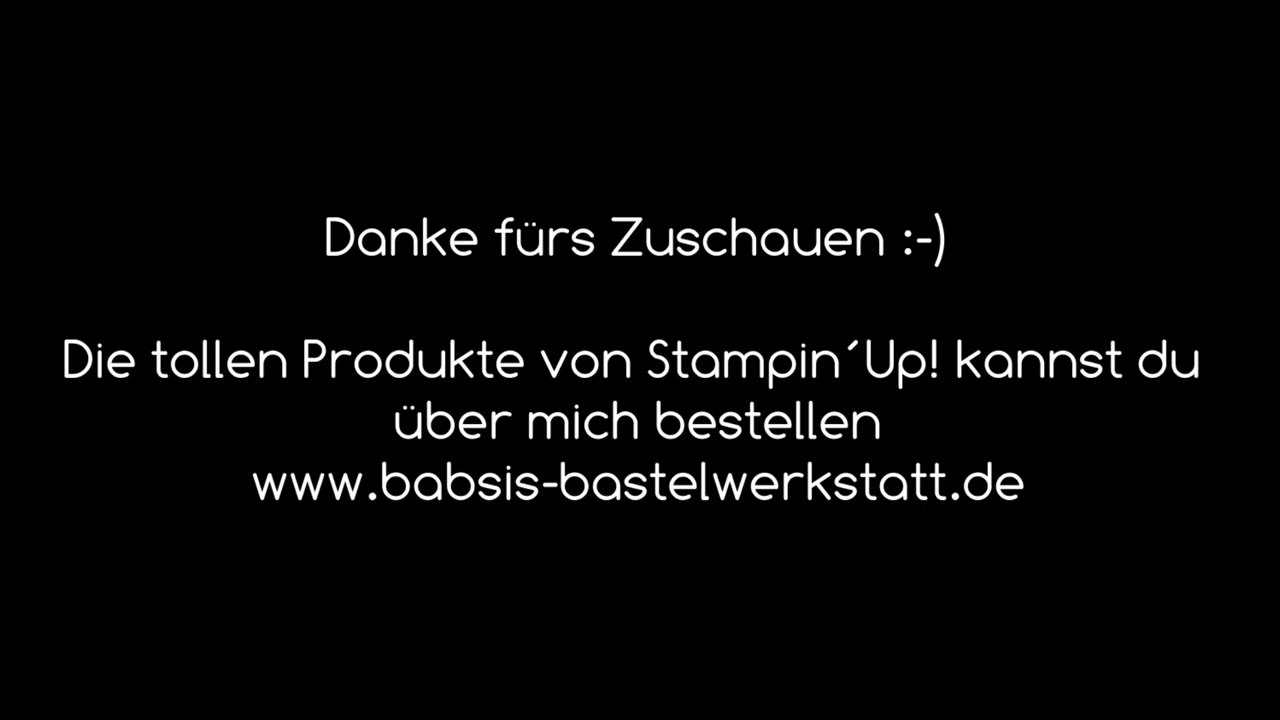 Danke fürs Zuschauen :-)
Die tollen Produkte von Stampin´Up! kannst du
über mich bestellen
www.babsis-bastelwerkstatt.de